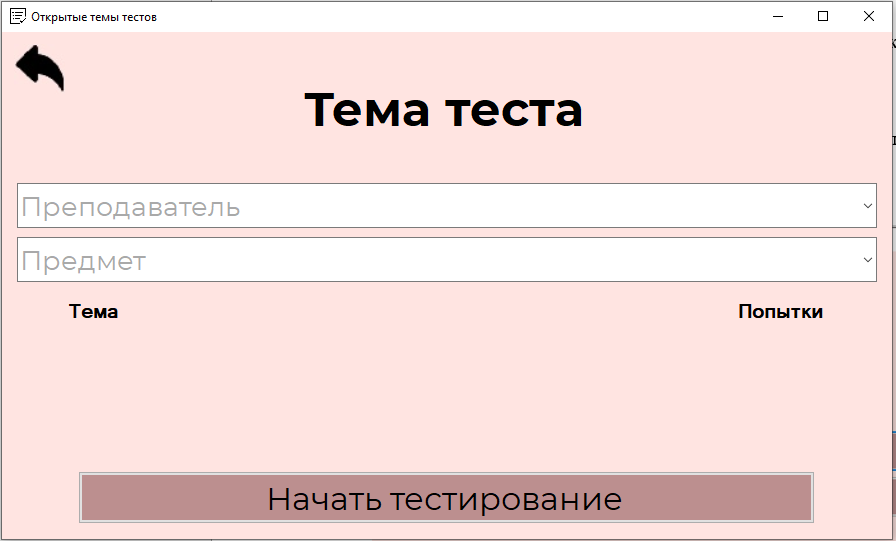 Открытые темы тестов
Тема теста
Преподаватель
Предмет
Тема Попытки
Начать тестирование